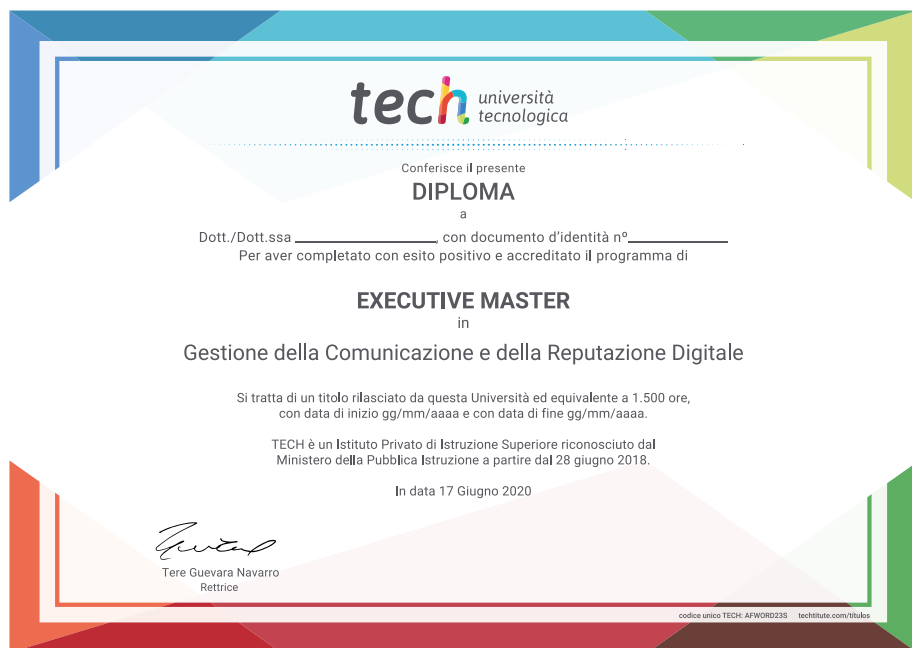 tech università
tecnologica
Conferisce il presente
DIPLOMA
a
Dott./Dott.ssa ____________________, con documento d'identità nº______________
Per aver completato con esito positivo e accreditato il programma di
EXECUTIVE MASTER
in
Gestione della Comunicazione e della Reputazione Digitale
Si tratta di un titolo rilasciato da questa Università ed equivalente a 1.500 ore,
con data di inizio gg/mm/aaaa e con data di fine gg/mm/aaaa.
TECH è un Istituto Privato di Istruzione Superiore riconosciuto dal
Ministero della Pubblica Istruzione a partire dal 28 giugno 2018.
In data 17 Giugno 2020
Tere Guevara Navarro
Rettrice
codice unico TECH: AFWORD23S techtitute.com/titulos